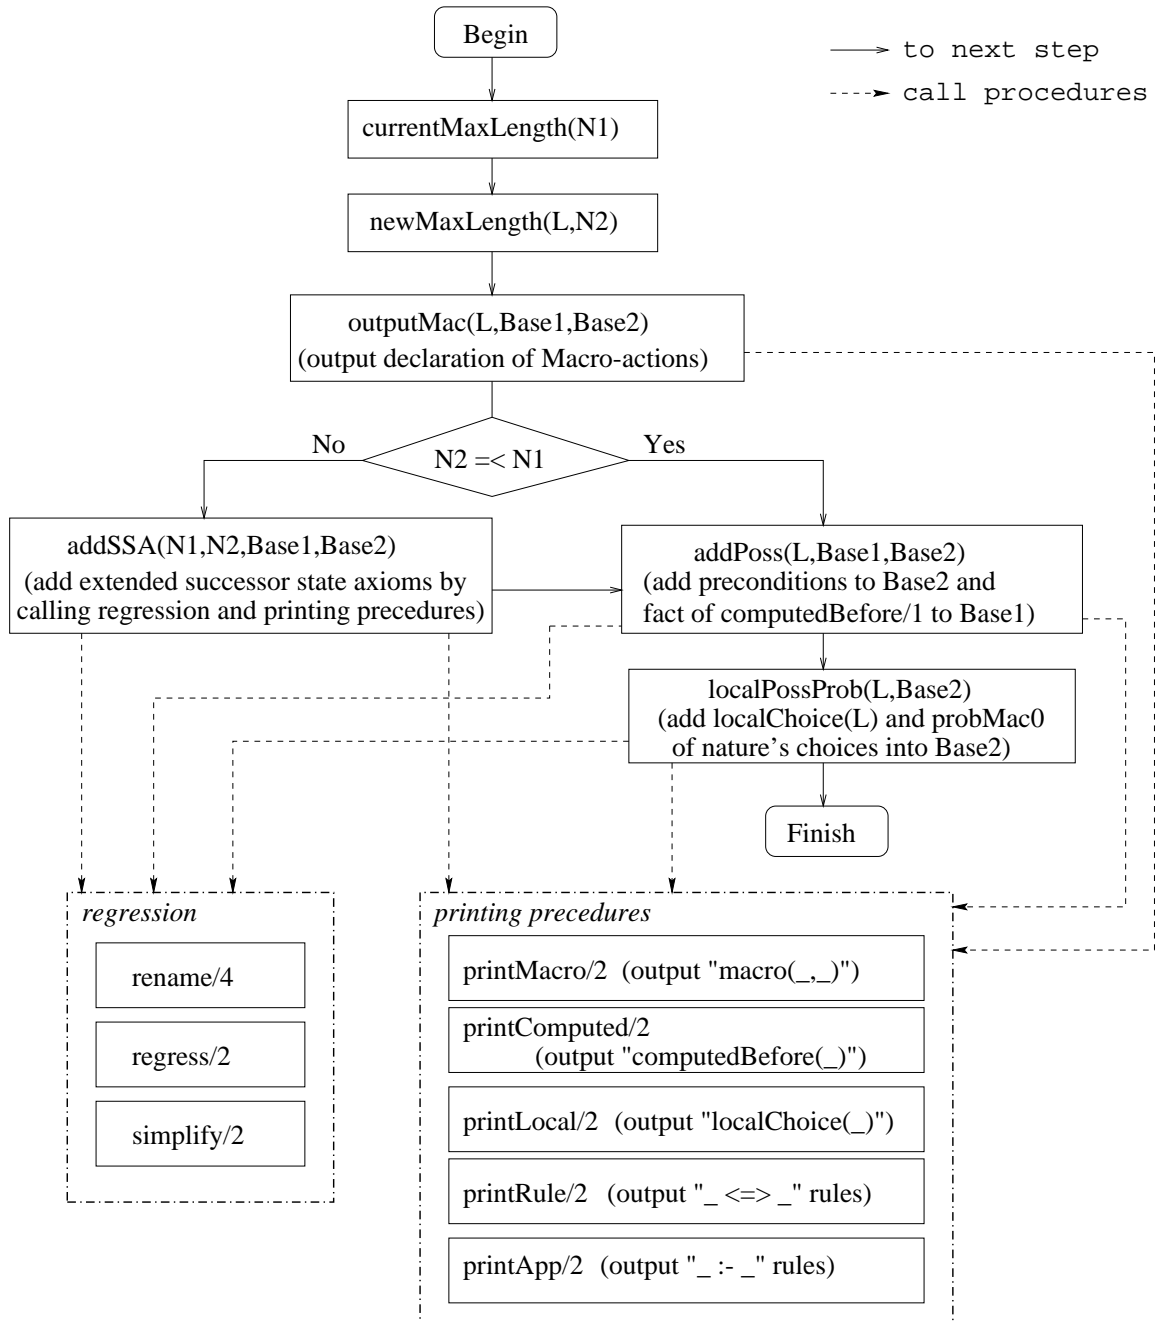 Begin
to next step
call procedures
currentMaxLength(N1)
newMaxLength(L,N2)
outputMac(L,Base1,Base2)
(output declaration of Macro-actions)
No
N2 =< N1
Yes
addSSA(N1,N2,Base1,Base2)
(add extended successor state axioms by
calling regression and printing precedures)
addPoss(L,Base1,Base2)
(add preconditions to Base2 and
fact of computedBefore/1 to Base1)
localPossProb(L,Base2)
(add localChoice(L) and probMac0
of nature's choices into Base2)
Finish
regression
rename/4
regress/2
simplify/2
printing precedures
printMacro/2 (output "macro(_,_)")
printComputed/2
(output "computedBefore(_)")
printLocal/2 (output "localChoice(_)")
printRule/2 (output "_ <=> _" rules)
printApp/2 (output "_ :- _" rules)